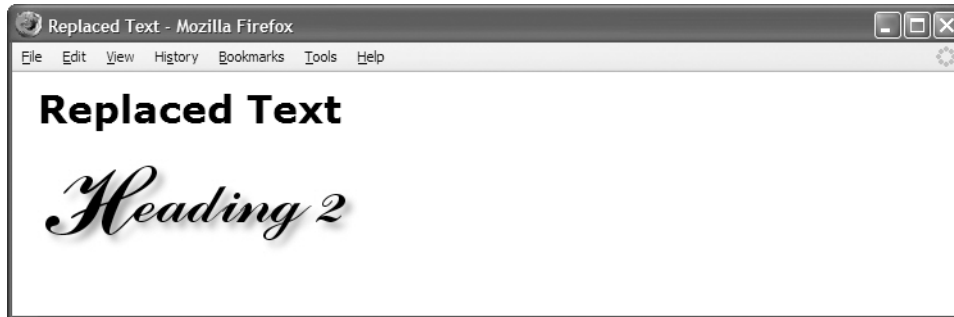 Replaced Text - Mozilla Firefox
File Edit View History Bookmarks Tools Help
Replaced Text
Heading 2